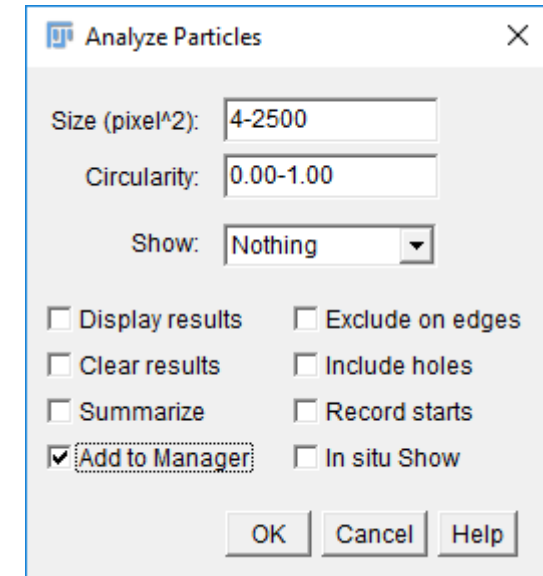 Analyze Particles
Size (pixel^2): 4-2500
Circularity: 0.00-1.00
Show: Nothing
Display results Exclude on edges
Clear results Include holes
Summarize Record starts
Add to Manager In situ Show
OK Cancel Help